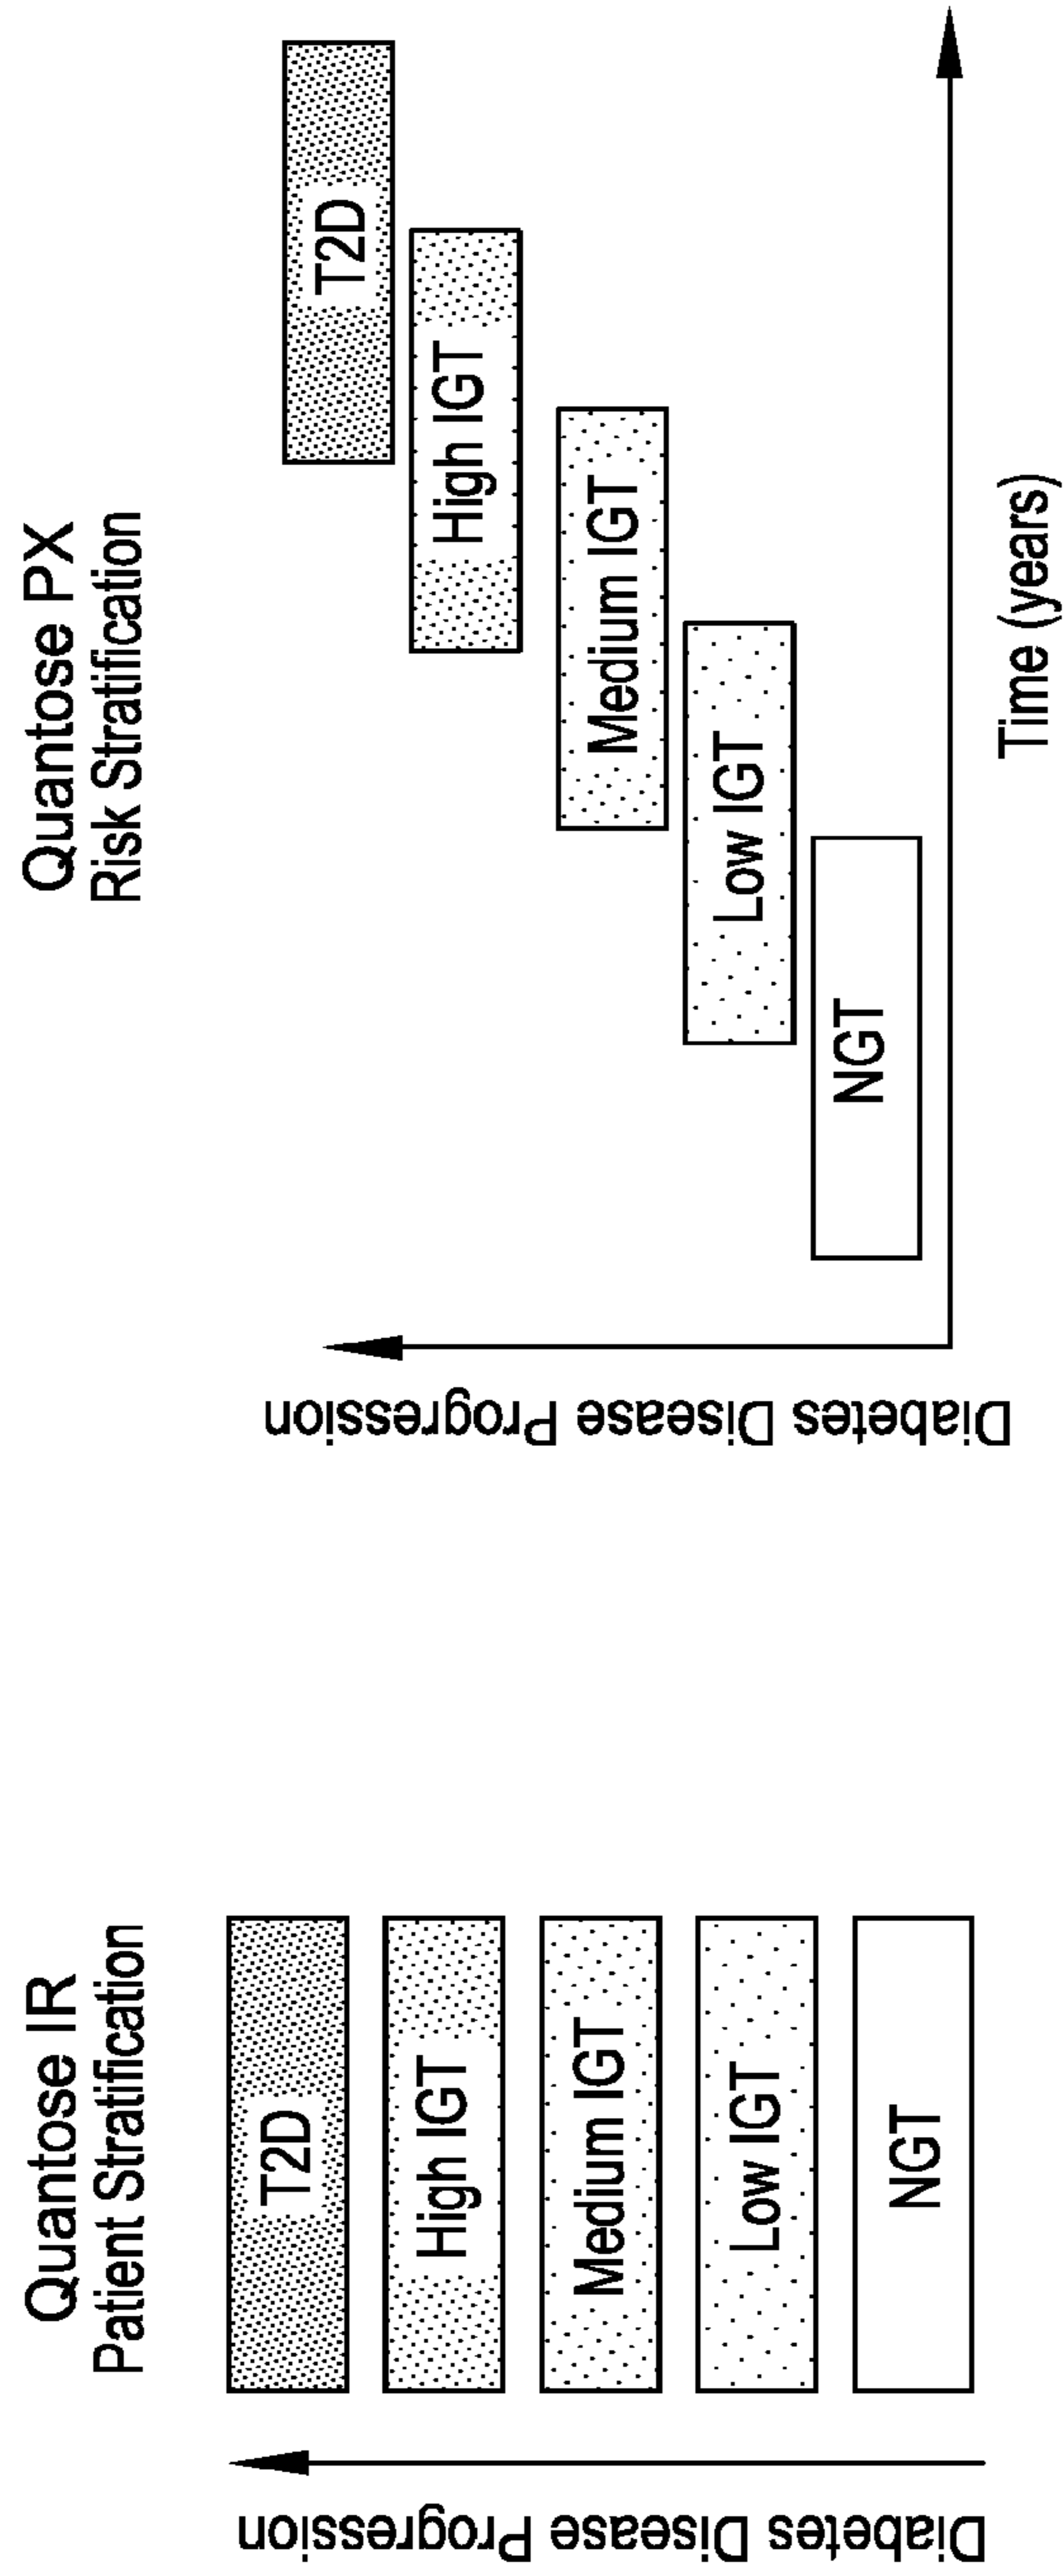 Quantose IR
Patient Stratification
Diabetes Disease Progression
T2D
High IGT
Medium IGT
Low IGT
NGT
Quantose PX
Risk Stratification
Diabetes Disease Progression
T2D
High IGT
Medium IGT
Low IGT
NGT
Time (years)